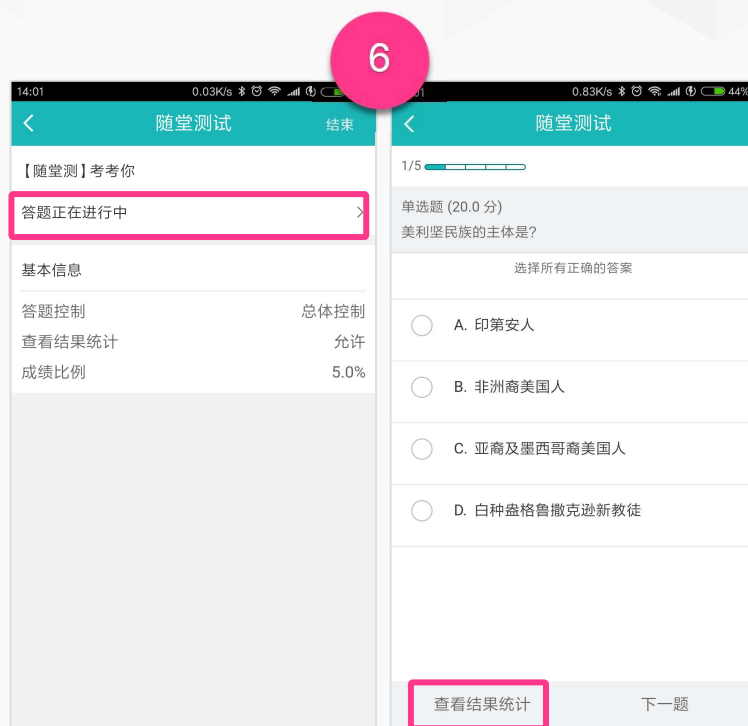 6
14:01
0.03K/s
随堂测试
结束
【随堂测】考考你
答题正在进行中
基本信息
答题控制 总体控制
查看结果统计 允许
成绩比例 5.0%
0.83K/s 44%
随堂测试
1/5
单选题 (20.0 分)
美利坚民族的主体是?
选择所有正确的答案
A. 印第安人
B. 非洲裔美国人
C. 亚裔及墨西哥裔美国人
D. 白种盎格鲁撒克逊新教徒
查看结果统计 下一题